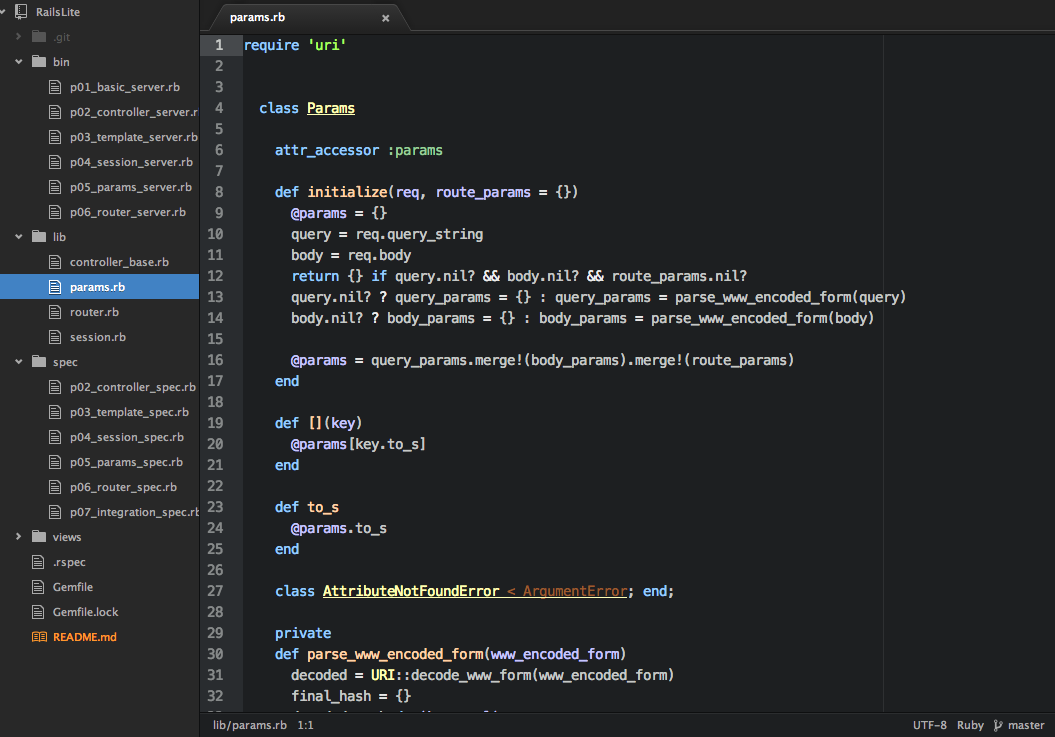 RailsLite
.git
bin
p01_basic_server.rb
p02_controller_server.r
p03_template_server.rb
p04_session_server.rb
p05_params_server.rb
p06_router_server.rb
lib
controller_base.rb
params.rb
router.rb
session.rb
spec
p02_controller_spec.rb
p03_template_spec.rb
p04_session_spec.rb
p05_params_spec.rb
p06_router_spec.rb
p07_integration_spec.rb
views
.rspec
Gemfile
Gemfile.lock
README.md
params.rb ×
1 require 'uri'
2
3
4 class Params
5
6 attr_accessor :params
7
8 def initialize(req, route_params = {})
9 @params = {}
10 query = req.query_string
11 body = req.body
12 return {} if query.nil? && body.nil? && route_params.nil?
13 query.nil? ? query_params = {} : query_params = parse_www_encoded_form(query)
14 body.nil? ? body_params = {} : body_params = parse_www_encoded_form(body)
15
16 @params = query_params.merge!(body_params).merge!(route_params)
17 end
18
19 def [](key)
20 @params[key.to_s]
21 end
22
23 def to_s
24 @params.to_s
25 end
26
27 class AttributeNotFoundError < ArgumentError; end;
28
29 private
30 def parse_www_encoded_form(www_encoded_form)
31 decoded = URI::decode_www_form(www_encoded_form)
32 final_hash = {}
lib/params.rb 1:1 UTF-8 Ruby master